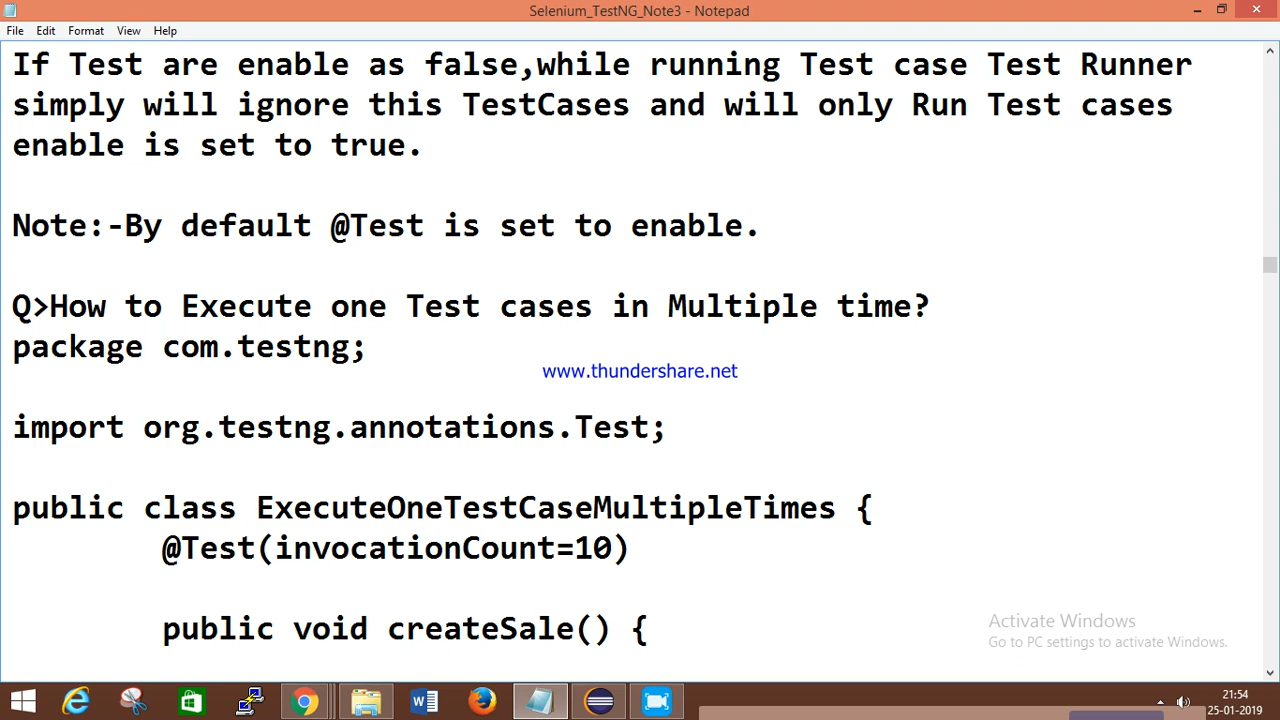 Selenium_TestNG_Note3 - Notepad
File Edit Format View Help
If Test are enable as false,while running Test case Test Runner
simply will ignore this TestCases and will only Run Test cases
enable is set to true.
Note:-By default @Test is set to enable.
Q>How to Execute one Test cases in Multiple time?
package com.testng;
www.thundershare.net
import org.testng.annotations.Test;
public class ExecuteOneTestCaseMultipleTimes {
@Test(invocationCount=10)
public void createSale() {
Activate Windows
Go to PC settings to activate Windows.
21:54
25-01-2019